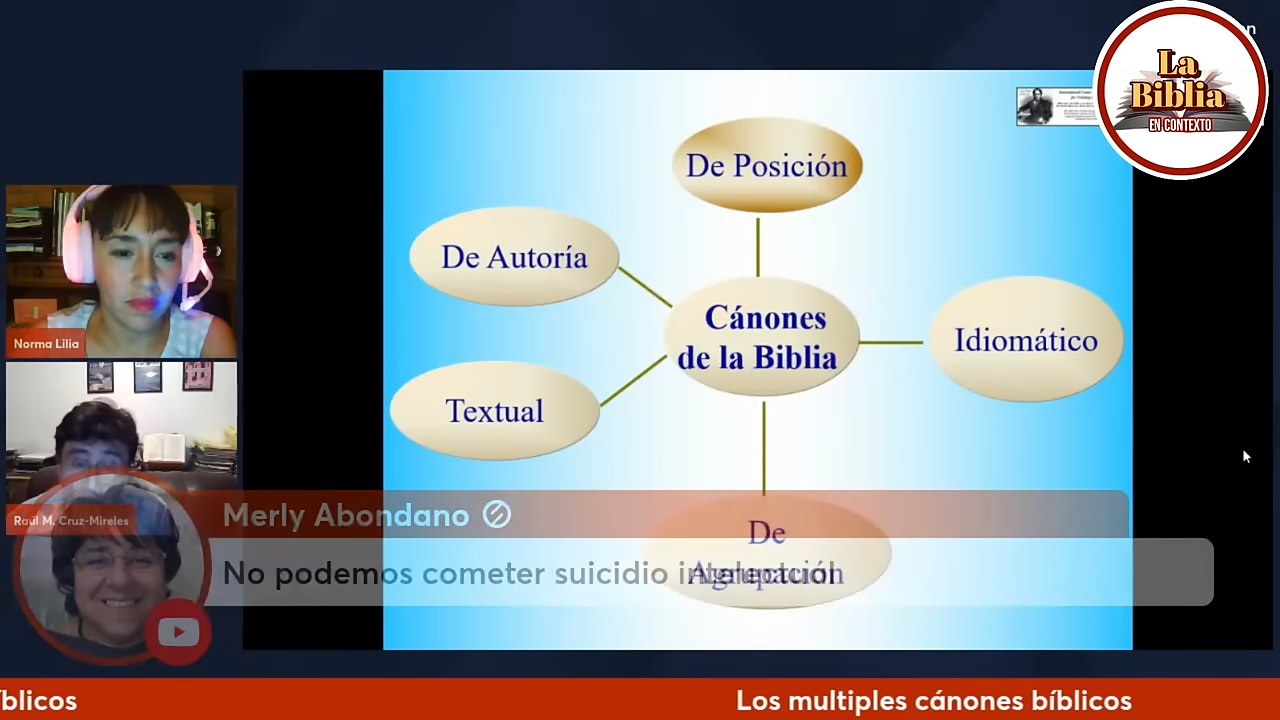 La
Biblia
EN CONTEXTO
De Posición
De Autoría
Cánones
de la Biblia
Idiomático
Textual
De
Agrupación
Norma Lilia
Raúl M. Cruz-Mireles
Merly Abondano
No podemos cometer suicidio intelectual
íblicos
Los multiples cánones bíblicos